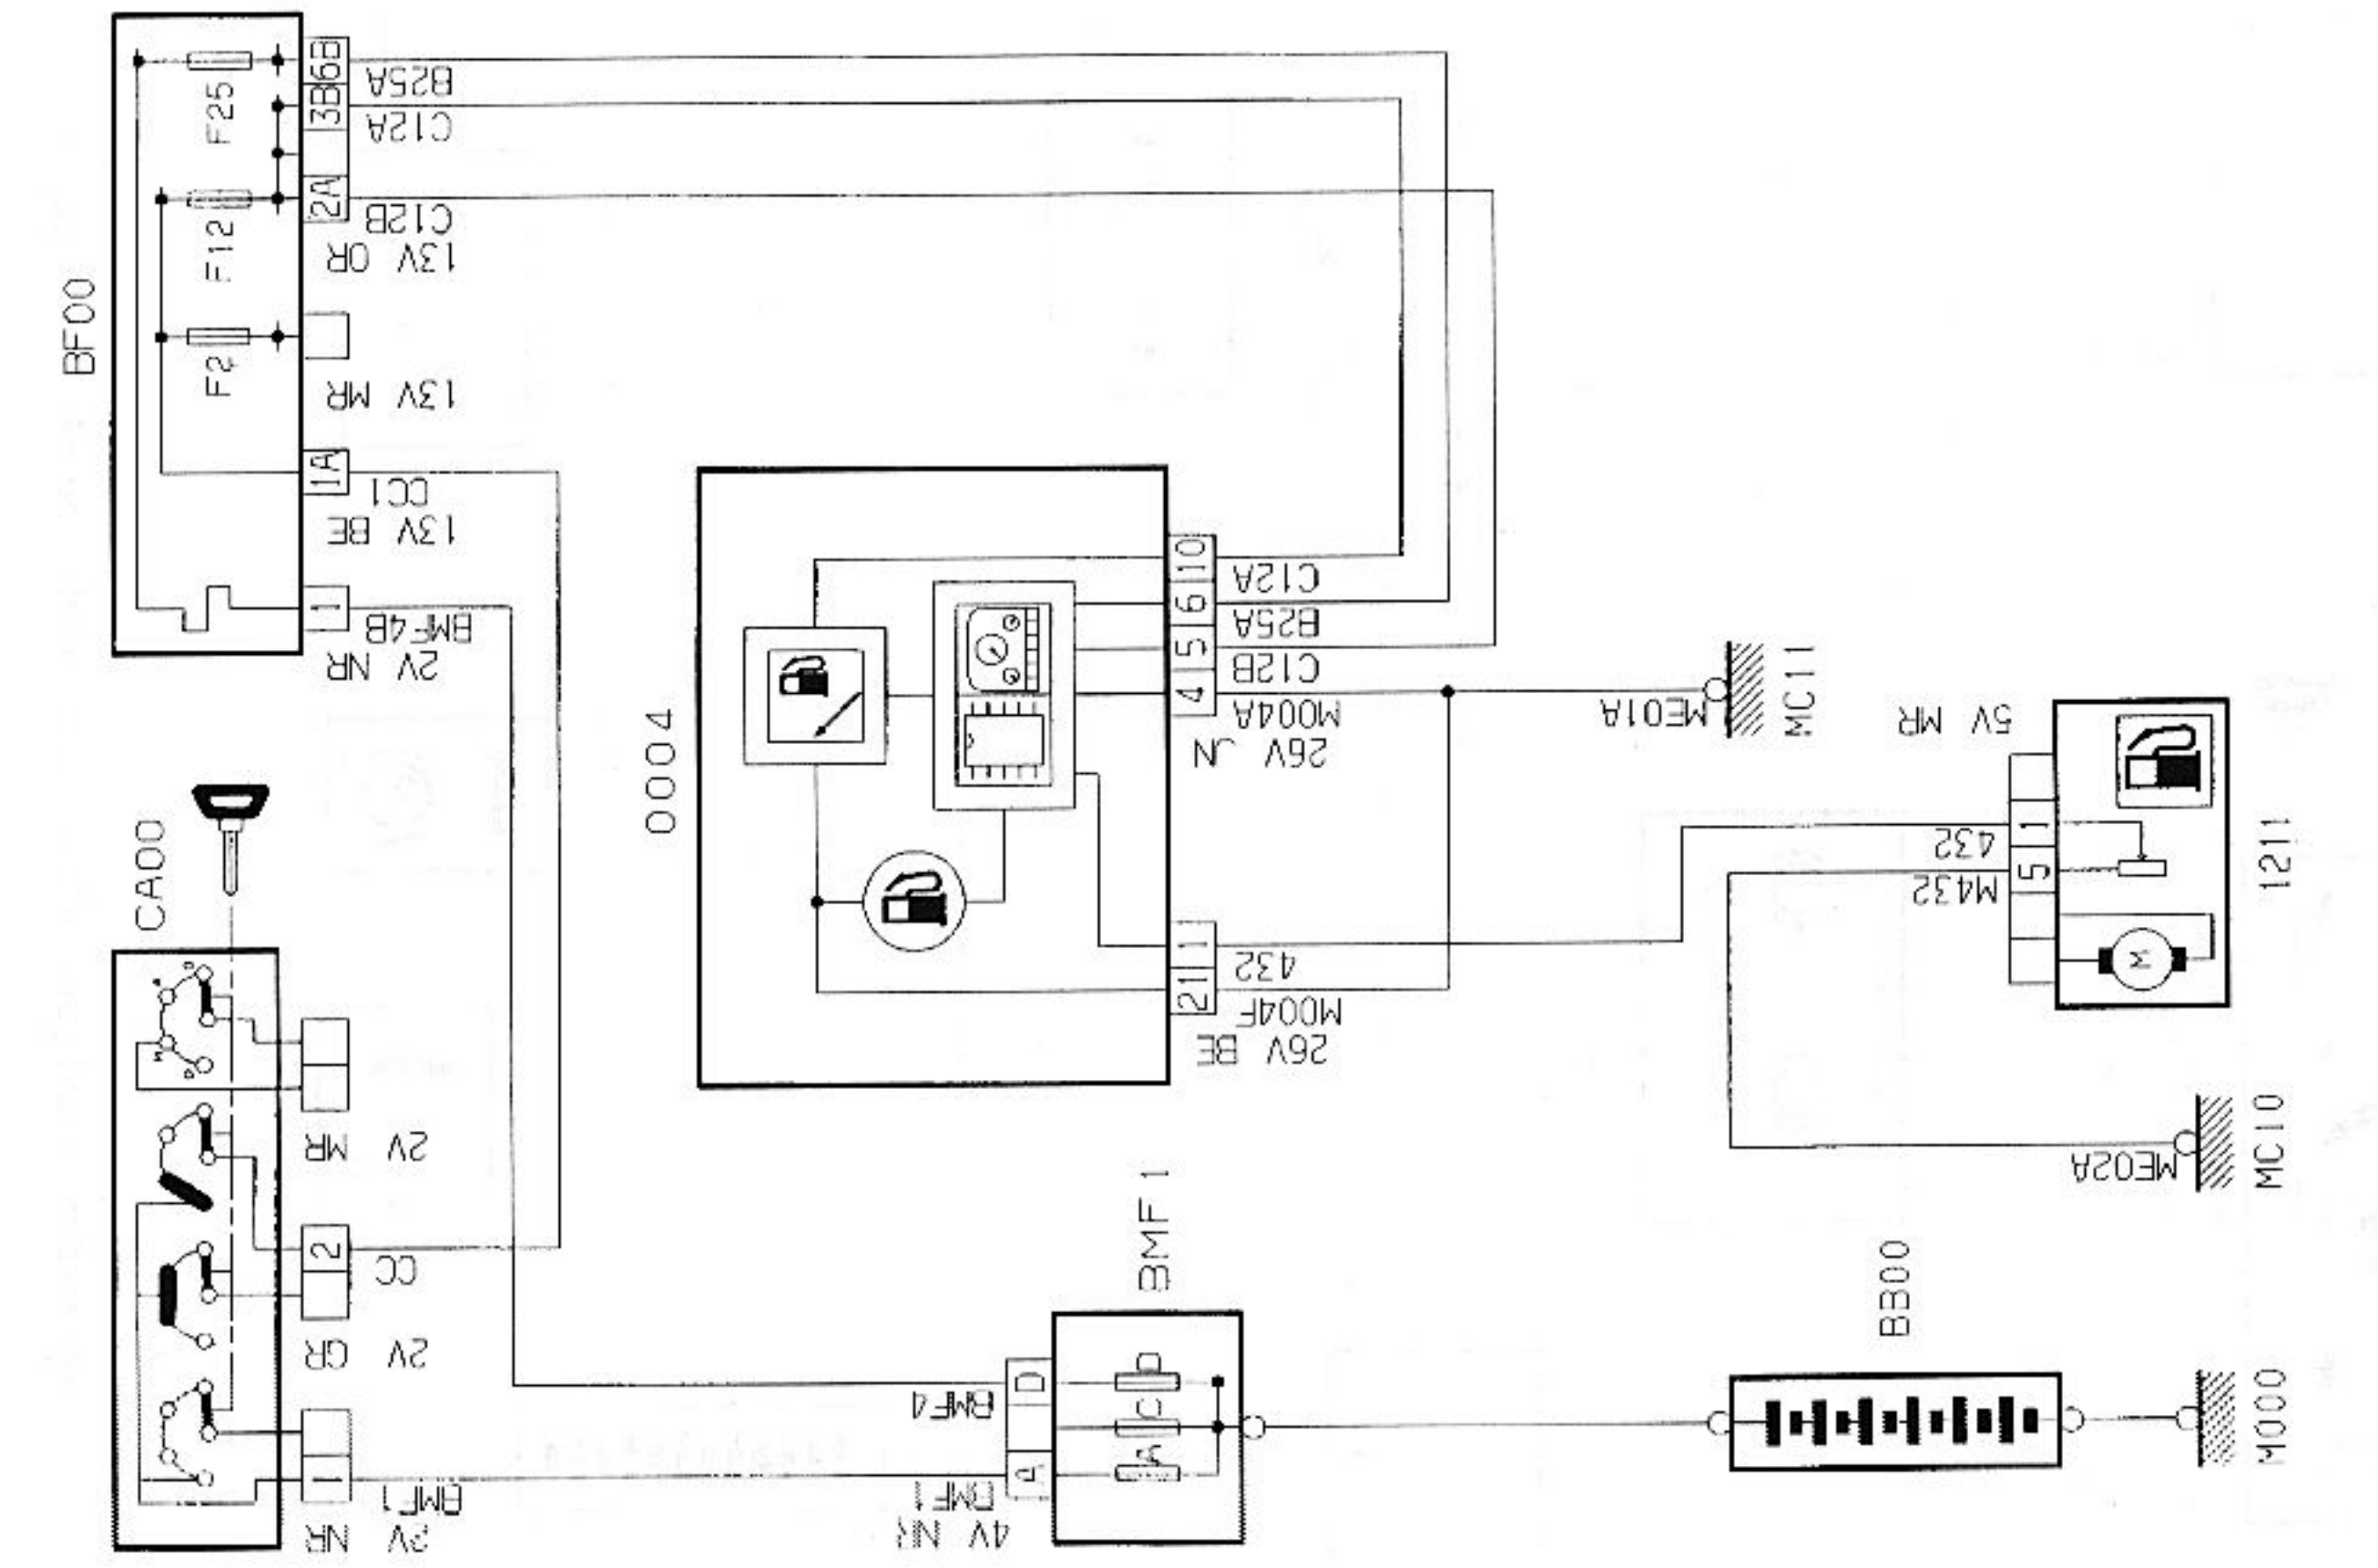 BF00
F25
F12
F2
6B
B25A
3B
C12A
2A
C12B
13V OR
13V MR
1A
CC1
13V BE
1
BMF4B
2V NR
CA00
2V MR
2
CC
2V GR
1
BMF1
2V NR
0004
10
C12A
6
B25A
5
C12B
4
M004A
26V JN
1
432
21
M004F
26V BE
ME01A
MC11
5V MR
1
432
5
M432
M
1211
ME02A
MC10
BMF1
D
BMF4
A
BMF1
4V NR
D
C
A
BB00
M000